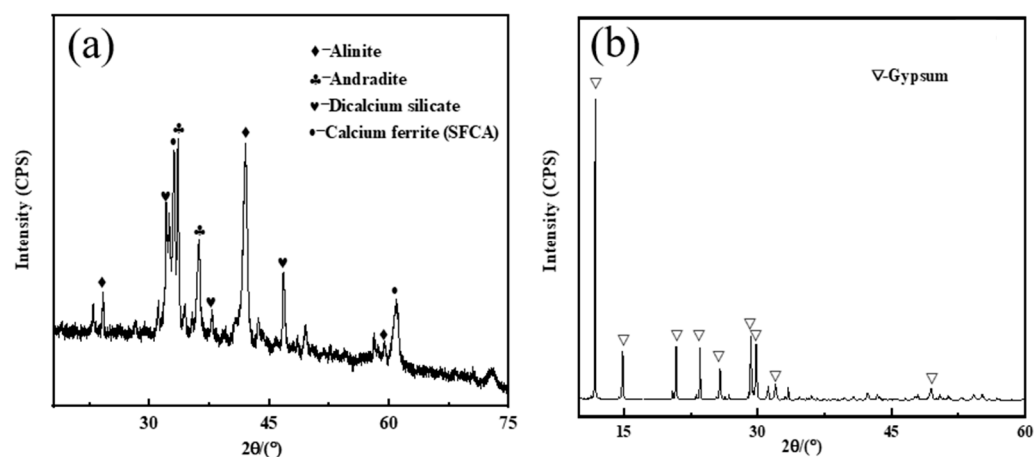 (a)
♦-Alinite
♣-Andradite
♥-Dicalcium silicate
•-Calcium ferrite (SFCA)
Intensity (CPS)
30 45 60 75
2θ/(°)
(b)
▽-Gypsum
Intensity (CPS)
15 30 45 60
2θ/(°)